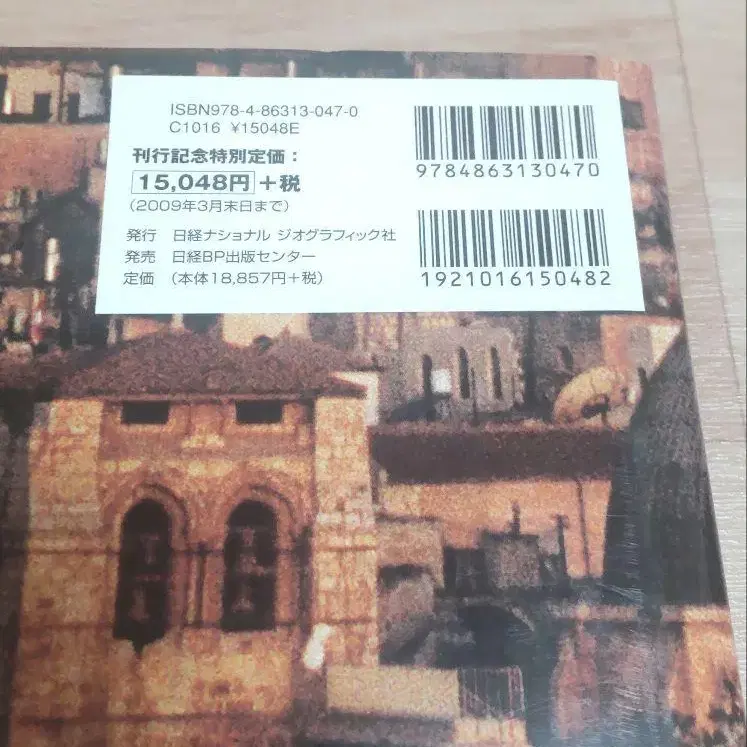 ISBN978-4-86313-047-0
C1016 ¥15048E
刊行記念特別定価：
15,048円＋税
（2009年3月末日まで）
発行 日経ナショナル ジオグラフィック社
発売 日経BP出版センター
定価 （本体18,857円＋税）
9784863130470
1921016150482